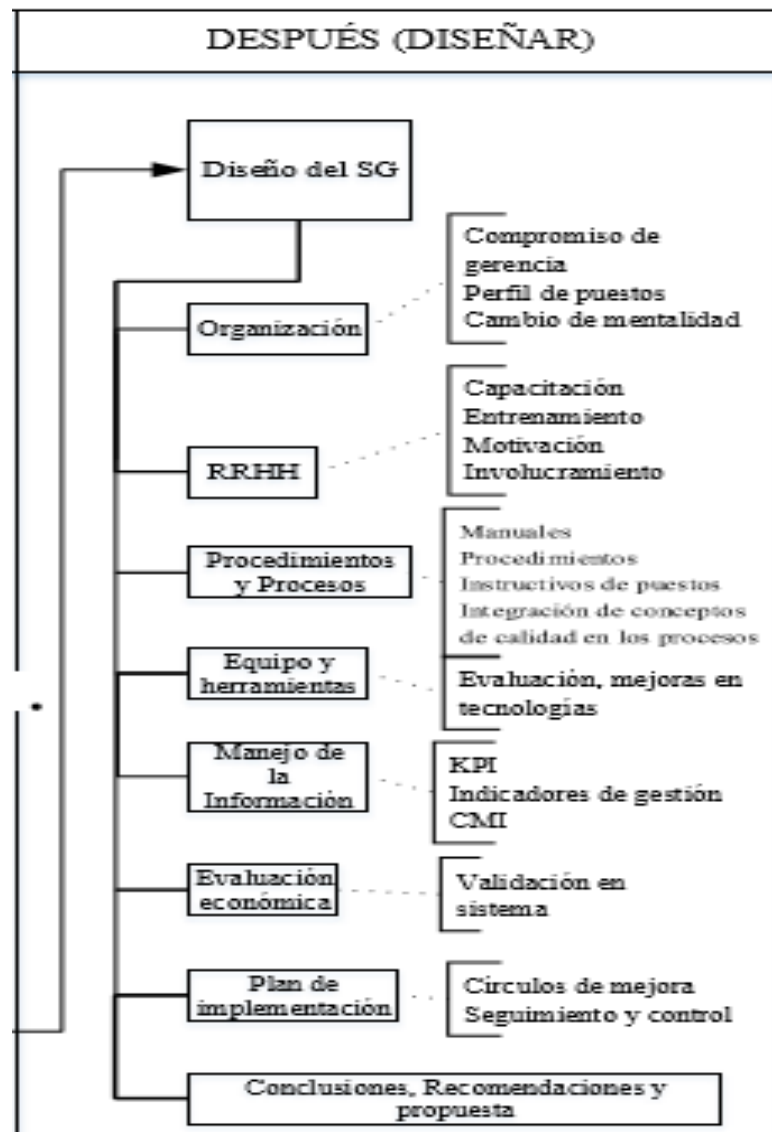 DESPUÉS (DISEÑAR)
Diseño del SG
Compromiso de
gerencia
Perfil de puestos
Cambio de mentalidad
Organización
Capacitación
Entrenamiento
Motivación
Involucramiento
RRHH
Manuales
Procedimientos
Instructivos de puestos
Integración de conceptos
de calidad en los procesos
Procedimientos
y Procesos
Equipo y
herramientas
Evaluación, mejoras en
tecnologías
Manejo de
la
Información
KPI
Indicadores de gestión
CMI
Evaluación
económica
Validación en
sistema
Plan de
implementación
Círculos de mejora
Seguimiento y control
Conclusiones, Recomendaciones y
propuesta